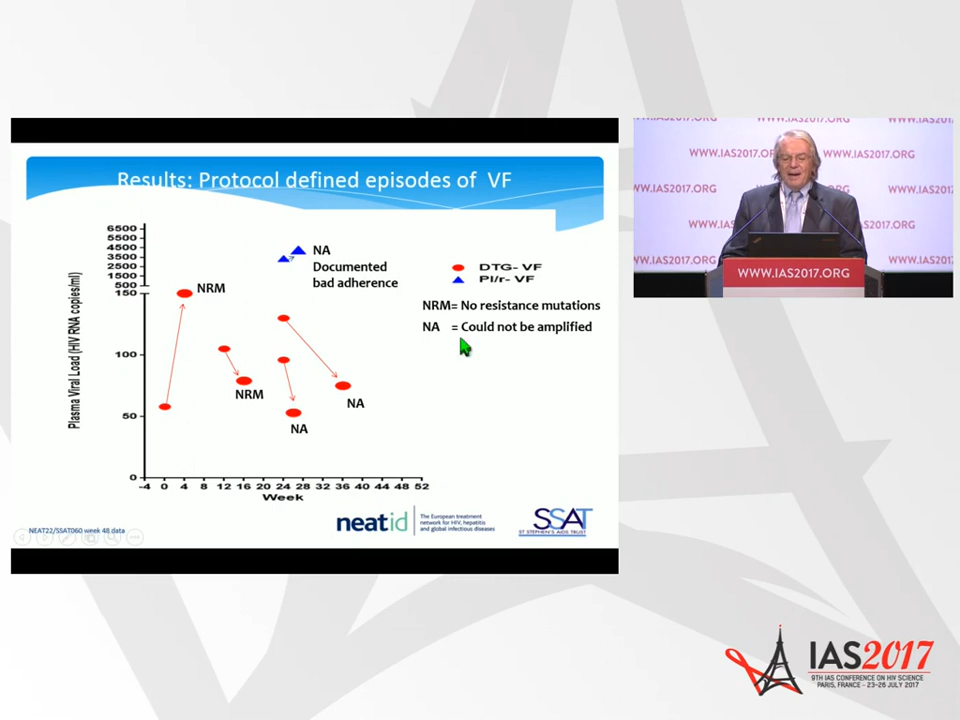 Results: Protocol defined episodes of VF
6500
5500
4500
3500
2500
1500
500
150
100
50
0
Plasma Viral Load (HIV RNA copies/ml)
-4 0 4 8 12 16 20 24 28 32 36 40 44 48 52
Week
NRM
NRM
NA
Documented
bad adherence
NA
NA
DTG- VF
PI/r- VF
NRM= No resistance mutations
NA = Could not be amplified
NEAT22/SSAT060 week 48 data
neatid
The European treatment
network for HIV, hepatitis
and global infectious diseases
SSAT
ST STEPHEN'S AIDS TRUST
WWW.IAS2017.ORG
WWW.IAS2017.ORG
WWW.IAS2017.ORG
WWW.IAS2017.ORG
WWW.IAS2017.ORG
IAS2017
9TH IAS CONFERENCE ON HIV SCIENCE
PARIS, FRANCE - 23-26 JULY 2017